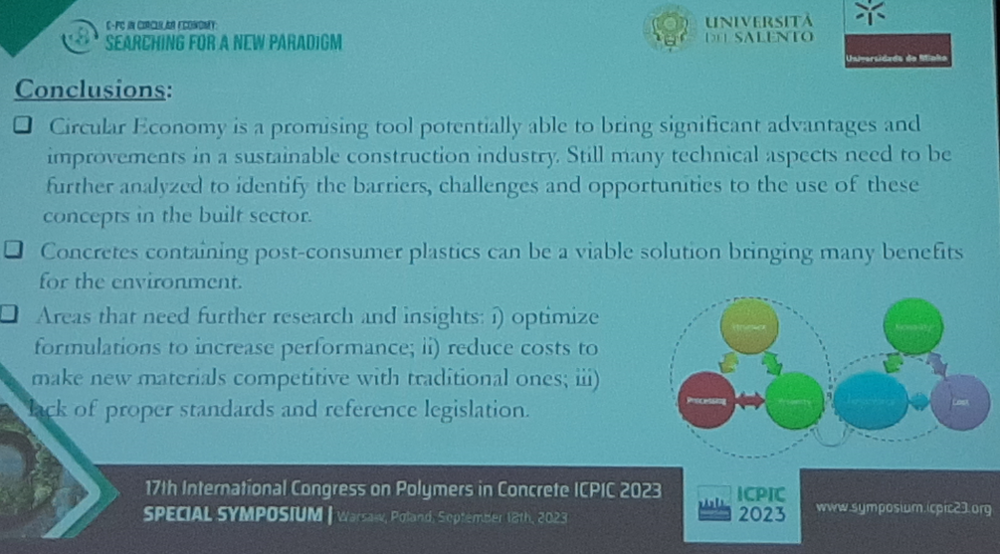 C-PC IN CIRCULAR ECONOMY:
SEARCHING FOR A NEW PARADIGM
UNIVERSITÀ
DEL SALENTO
Universidade do Minho
Conclusions:
Circular Economy is a promising tool potentially able to bring significant advantages and
improvements in a sustainable construction industry. Still many technical aspects need to be
further analyzed to identify the barriers, challenges and opportunities to the use of these
concepts in the built sector.
Concretes containing post-consumer plastics can be a viable solution bringing many benefits
for the environment.
Areas that need further research and insights: i) optimize
formulations to increase performance; ii) reduce costs to
make new materials competitive with traditional ones; iii)
lack of proper standards and reference legislation.
Structure
Processing
Cost
17th International Congress on Polymers in Concrete ICPIC 2023
SPECIAL SYMPOSIUM | Warsaw, Poland, September 18th, 2023
ICPIC
2023
www.symposium.icpic23.org